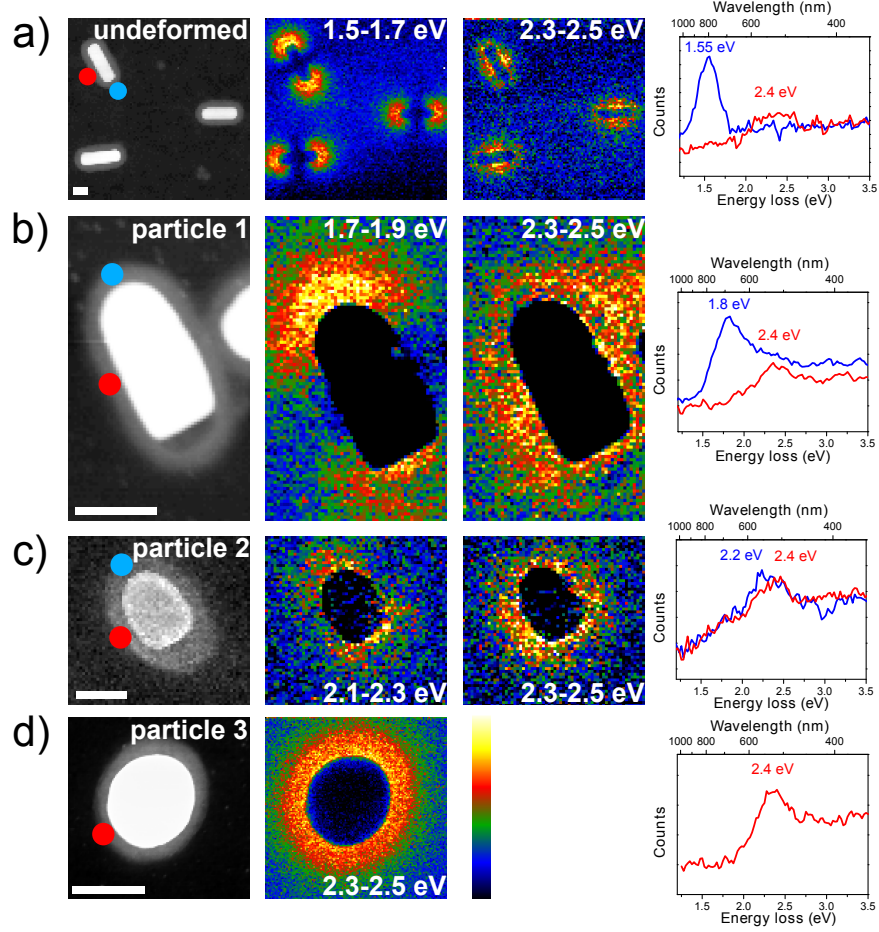 a)
undeformed
1.5-1.7 eV
2.3-2.5 eV
Wavelength (nm)
1000 800 600 400
1.55 eV
2.4 eV
Counts
1.5 2.0 2.5 3.0 3.5
Energy loss (eV)
b)
particle 1
1.7-1.9 eV
2.3-2.5 eV
Wavelength (nm)
1000 800 600 400
1.8 eV
2.4 eV
Counts
1.5 2.0 2.5 3.0 3.5
Energy loss (eV)
c)
particle 2
2.1-2.3 eV
2.3-2.5 eV
Wavelength (nm)
1000 800 600 400
2.2 eV 2.4 eV
Counts
1.5 2.0 2.5 3.0 3.5
Energy loss (eV)
d)
particle 3
2.3-2.5 eV
Wavelength (nm)
1000 800 600 400
2.4 eV
Counts
1.5 2.0 2.5 3.0 3.5
Energy loss (eV)